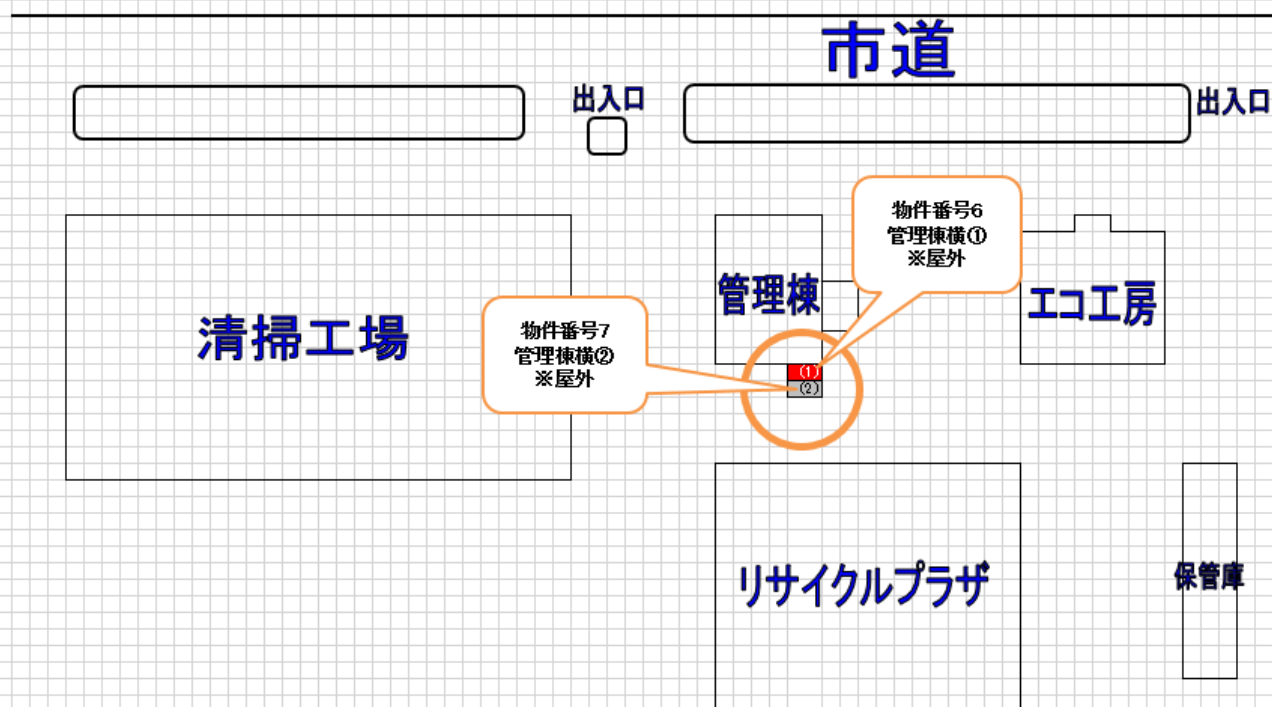 市道
出入口
出入口
物件番号6
管理棟横①
※屋外
管理棟
エコ工房
清掃工場
物件番号7
管理棟横②
※屋外
(1)
(2)
リサイクルプラザ
保管庫